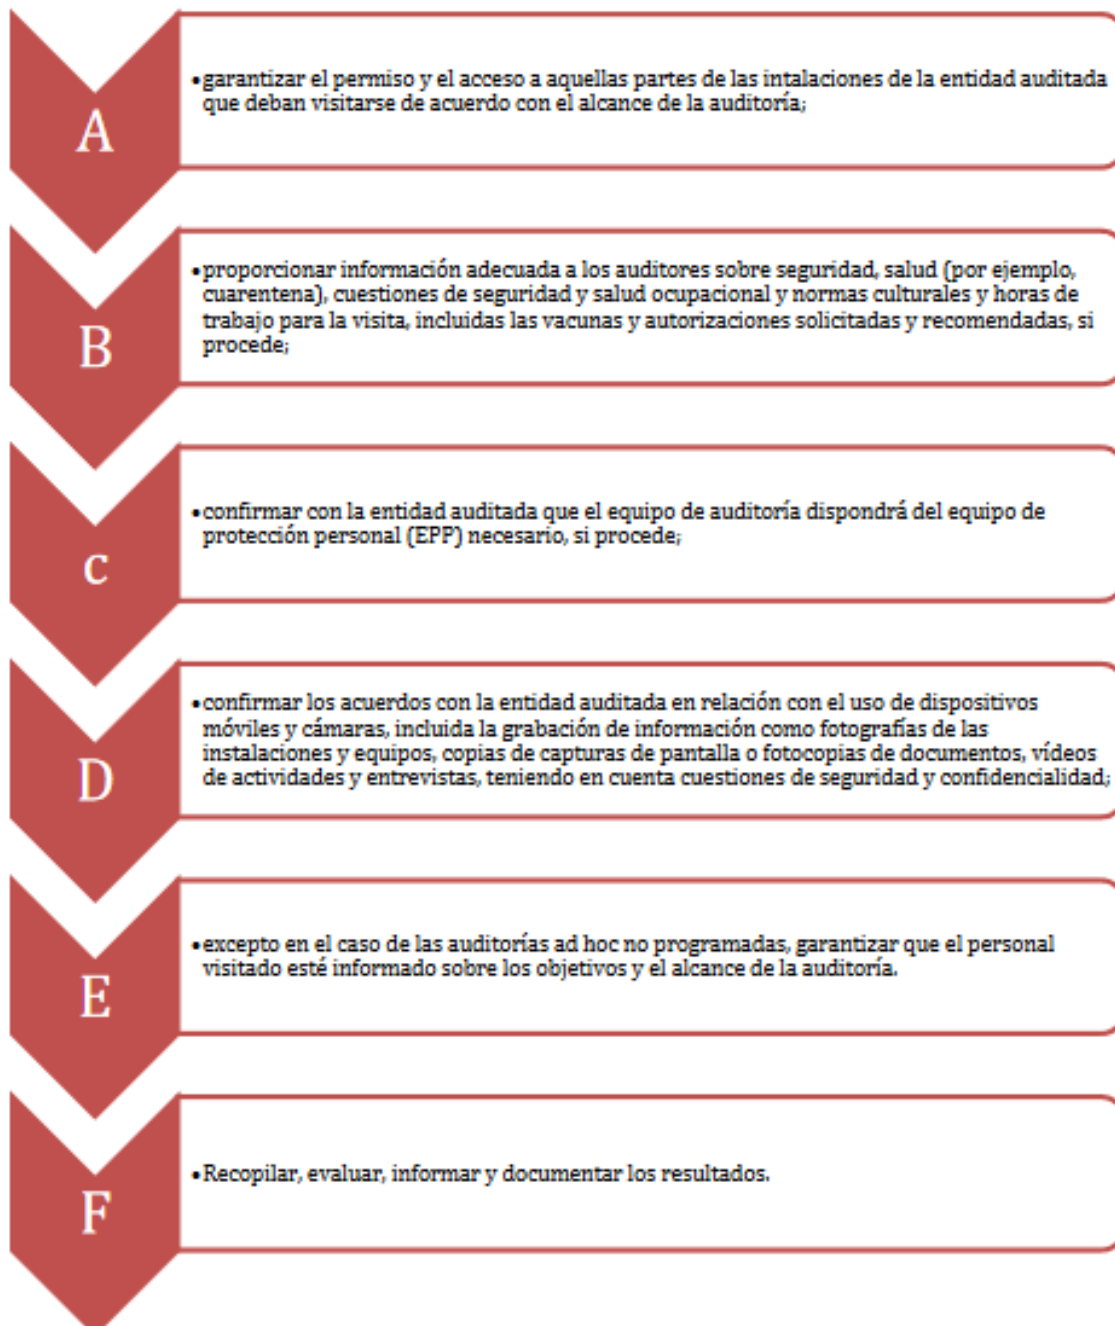 A
•garantizar el permiso y el acceso a aquellas partes de las intalaciones de la entidad auditada
que deban visitarse de acuerdo con el alcance de la auditoría;
B
•proporcionar información adecuada a los auditores sobre seguridad, salud (por ejemplo,
cuarentena), cuestiones de seguridad y salud ocupacional y normas culturales y horas de
trabajo para la visita, incluidas las vacunas y autorizaciones solicitadas y recomendadas, si
procede;
c
•confirmar con la entidad auditada que el equipo de auditoría dispondrá del equipo de
protección personal (EPP) necesario, si procede;
D
•confirmar los acuerdos con la entidad auditada en relación con el uso de dispositivos
móviles y cámaras, incluida la grabación de información como fotografías de las
instalaciones y equipos, copias de capturas de pantalla o fotocopias de documentos, vídeos
de actividades y entrevistas, teniendo en cuenta cuestiones de seguridad y confidencialidad;
E
•excepto en el caso de las auditorías ad hoc no programadas, garantizar que el personal
visitado esté informado sobre los objetivos y el alcance de la auditoría.
F
•Recopilar, evaluar, informar y documentar los resultados.